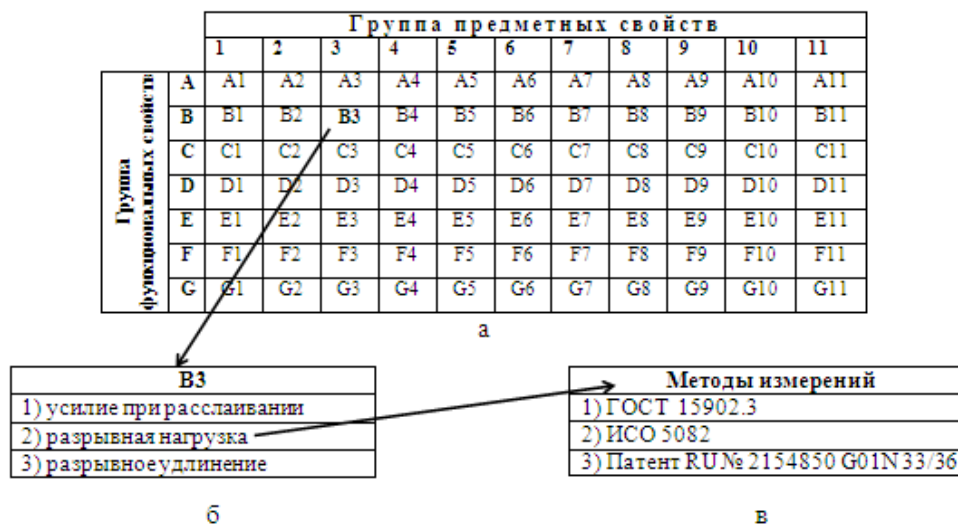 Группа предметных свойств
1 2 3 4 5 6 7 8 9 10 11
Группа
функциональных свойств
A A1 A2 A3 A4 A5 A6 A7 A8 A9 A10 A11
B B1 B2 B3 B4 B5 B6 B7 B8 B9 B10 B11
C C1 C2 C3 C4 C5 C6 C7 C8 C9 C10 C11
D D1 D2 D3 D4 D5 D6 D7 D8 D9 D10 D11
E E1 E2 E3 E4 E5 E6 E7 E8 E9 E10 E11
F F1 F2 F3 F4 F5 F6 F7 F8 F9 F10 F11
G G1 G2 G3 G4 G5 G6 G7 G8 G9 G10 G11
а
B3
1) усилие при расслаивании
2) разрывная нагрузка
3) разрывное удлинение
б
Методы измерений
1) ГОСТ 15902.3
2) ИСО 5082
3) Патент RU № 2154850 G01N 33/36
в